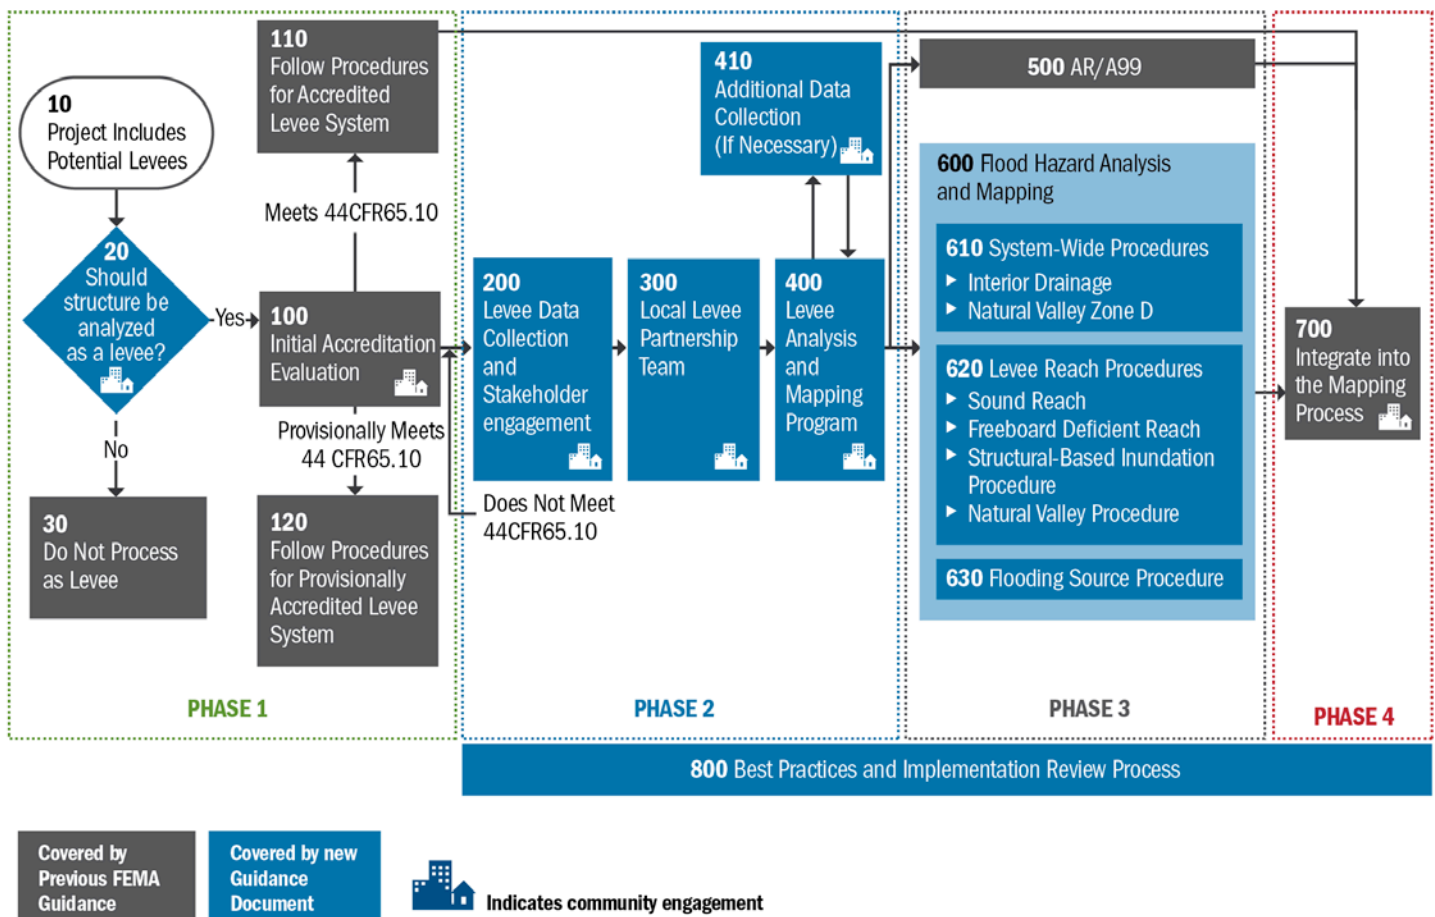 10
Project Includes
Potential Levees
20
Should
structure be
analyzed
as a levee?
Yes
No
30
Do Not Process
as Levee
110
Follow Procedures
for Accredited
Levee System
Meets 44CFR65.10
100
Initial Accreditation
Evaluation
Provisionally Meets
44 CFR65.10
120
Follow Procedures
for Provisionally
Accredited Levee
System
PHASE 1
200
Levee Data
Collection
and
Stakeholder
engagement
Does Not Meet
44CFR65.10
300
Local Levee
Partnership
Team
410
Additional Data
Collection
(If Necessary)
400
Levee
Analysis
and
Mapping
Program
PHASE 2
500 AR/A99
600 Flood Hazard Analysis
and Mapping
610 System-Wide Procedures
Interior Drainage
Natural Valley Zone D
620 Levee Reach Procedures
Sound Reach
Freeboard Deficient Reach
Structural-Based Inundation
Procedure
Natural Valley Procedure
630 Flooding Source Procedure
PHASE 3
700
Integrate into
the Mapping
Process
PHASE 4
800 Best Practices and Implementation Review Process
Covered by
Previous FEMA
Guidance
Covered by new
Guidance
Document
Indicates community engagement